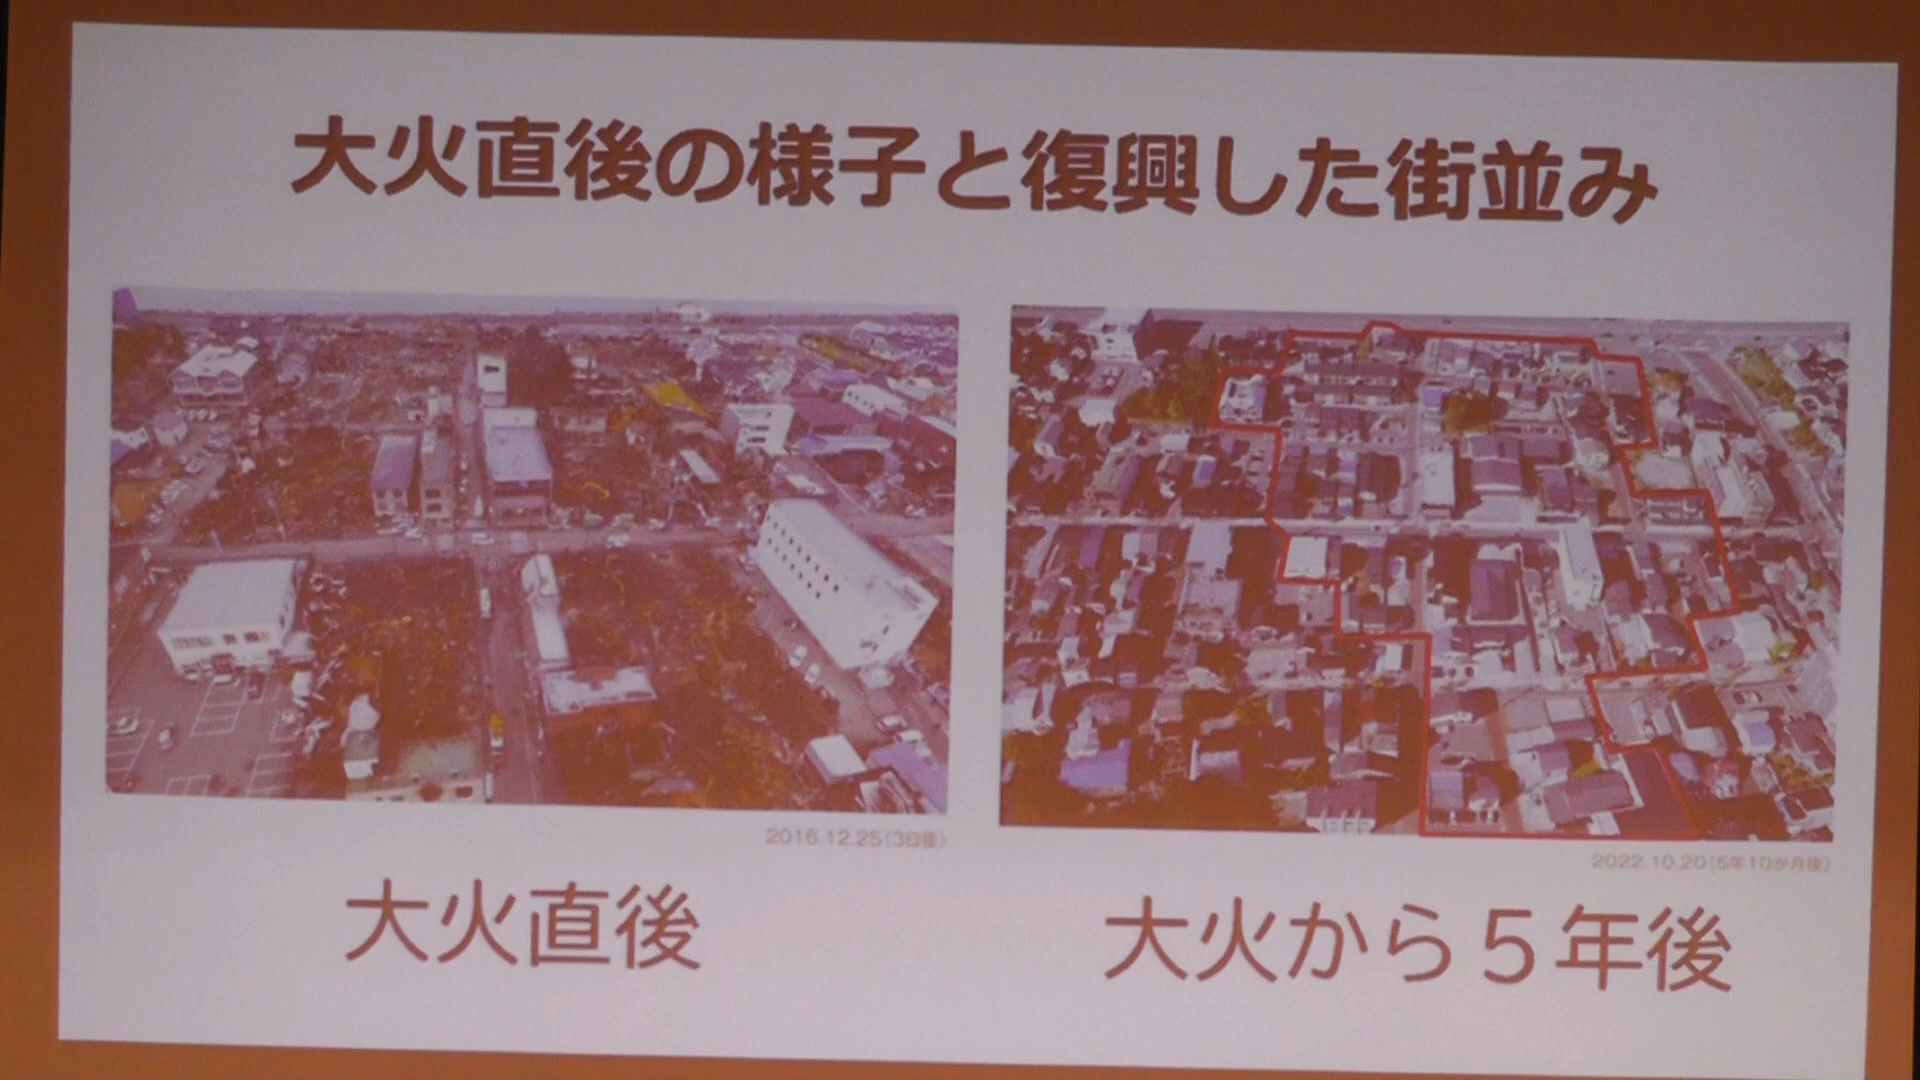 大火直後の様子と復興した街並み
2016.12.25(3日後)
2022.10.20(5年10か月後)
大火直後
大火から5年後